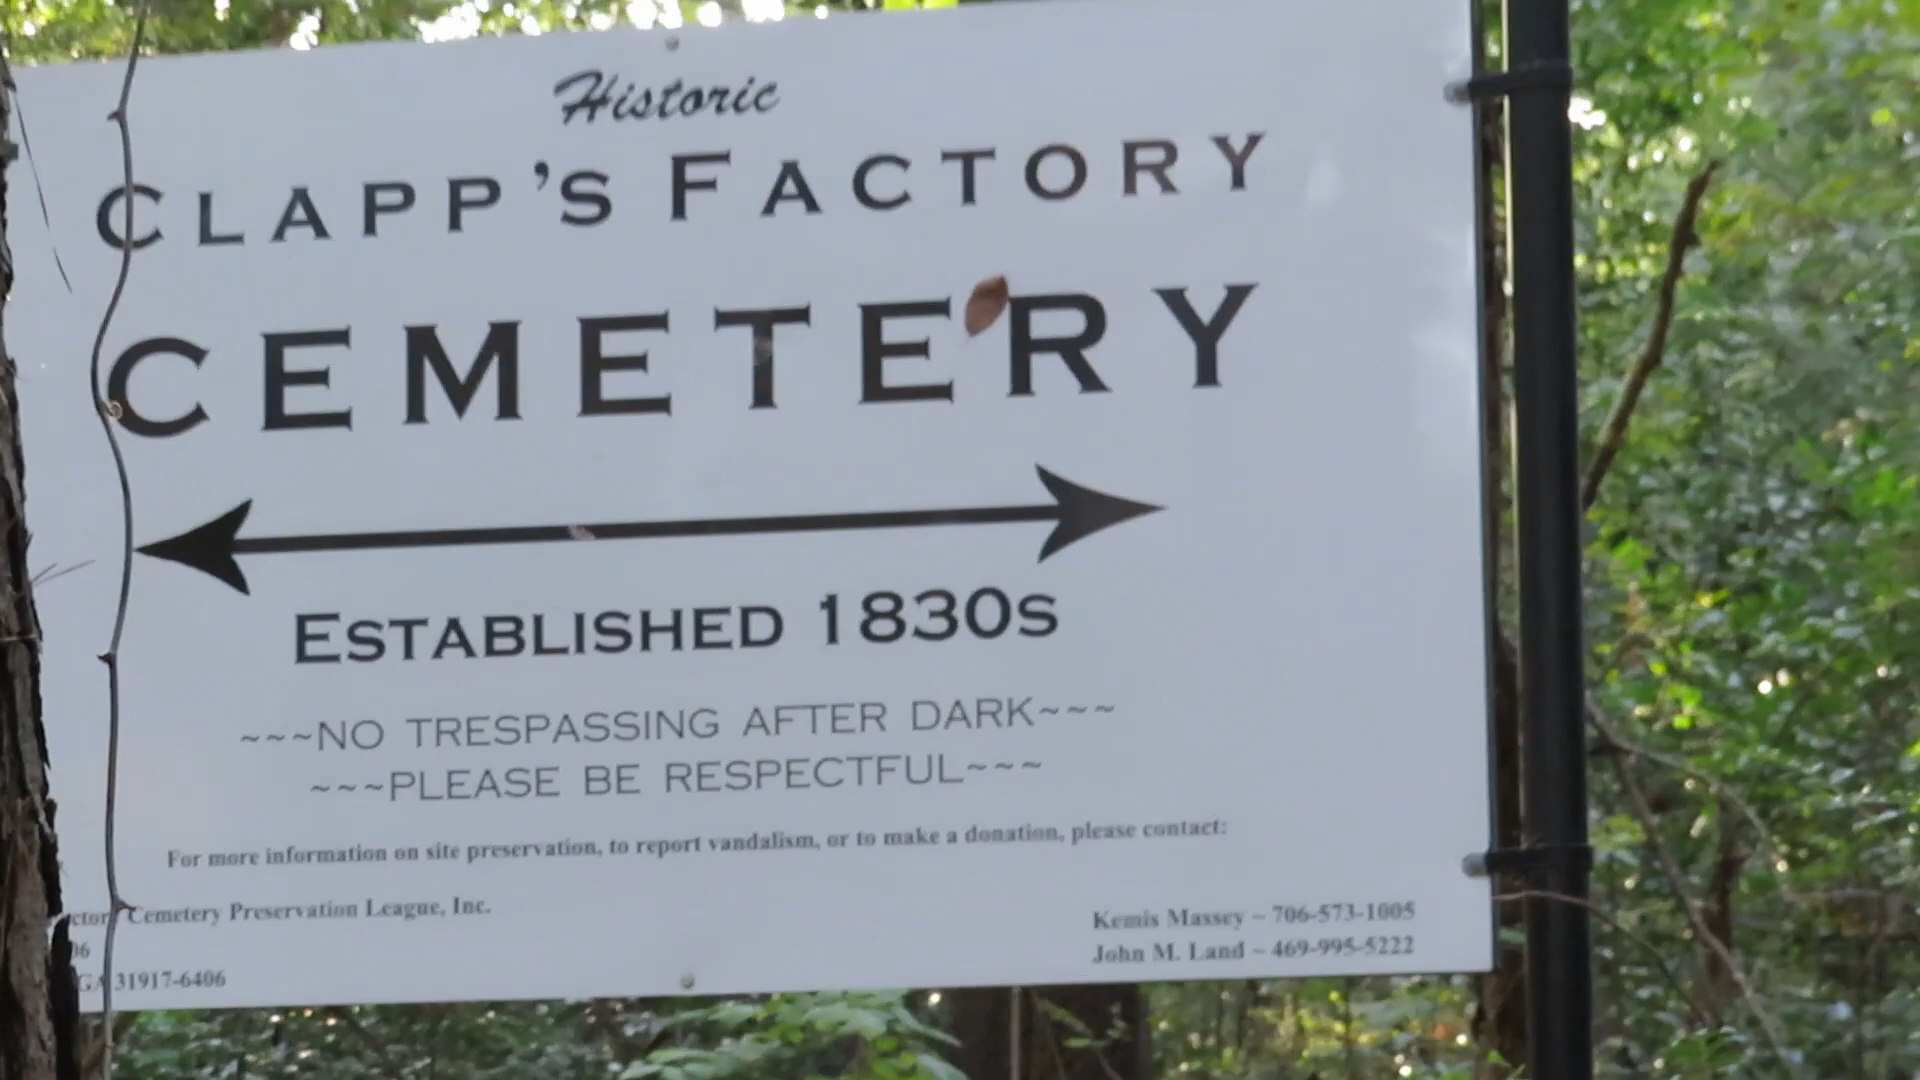 Historic
CLAPP'S FACTORY
CEMETERY
ESTABLISHED 1830s
~~~NO TRESPASSING AFTER DARK~~~
~~~PLEASE BE RESPECTFUL~~~
For more information on site preservation, to report vandalism, or to make a donation, please contact:
Cemetery Preservation League, Inc.
Kemis Massey ~ 706-573-1005
John M. Land ~ 469-995-5222
GA 31917-6406